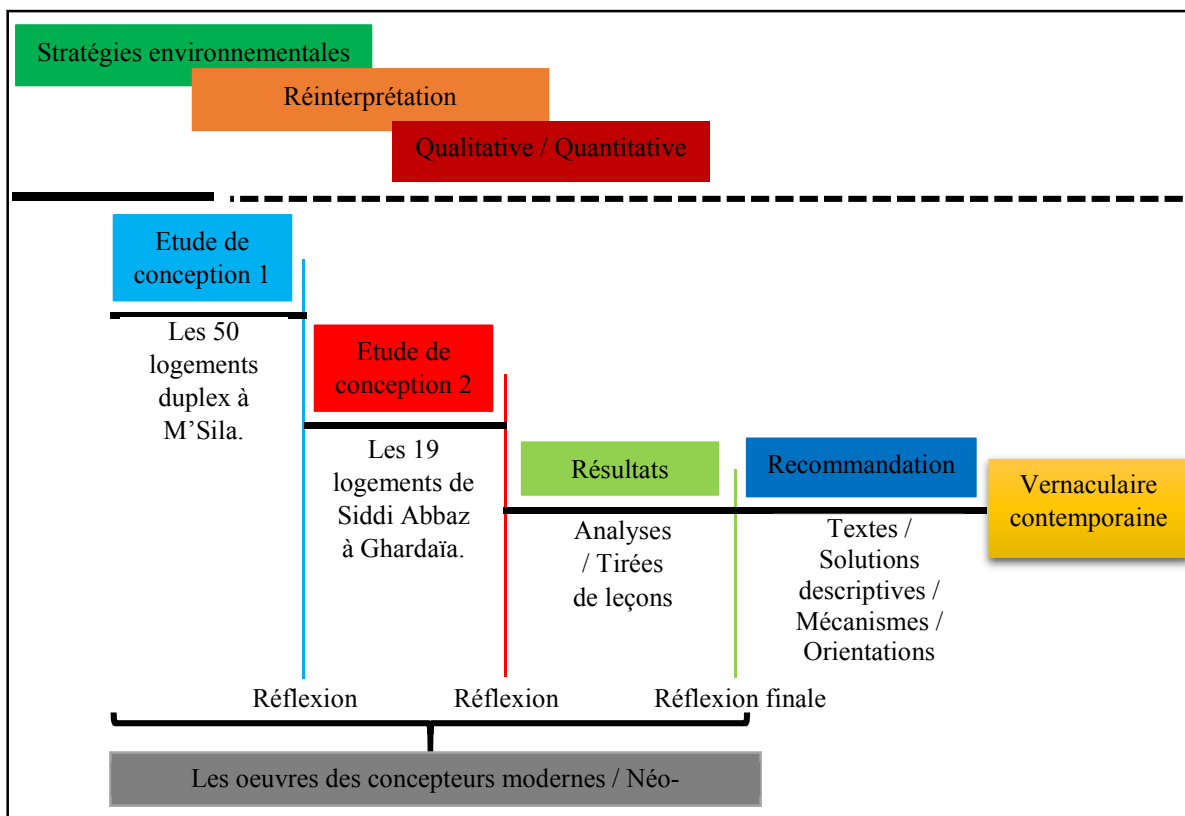 Stratégies environnementales
Réinterprétation
Qualitative / Quantitative
Etude de
conception 1
Les 50
logements
duplex à
M’Sila.
Etude de
conception 2
Les 19
logements de
Siddi Abbaz
à Ghardaïa.
Résultats
Analyses
/ Tirées
de leçons
Recommandation
Textes /
Solutions
descriptives /
Mécanismes /
Orientations
Vernaculaire
contemporaine
Réflexion
Réflexion
Réflexion finale
Les oeuvres des concepteurs modernes / Néo-